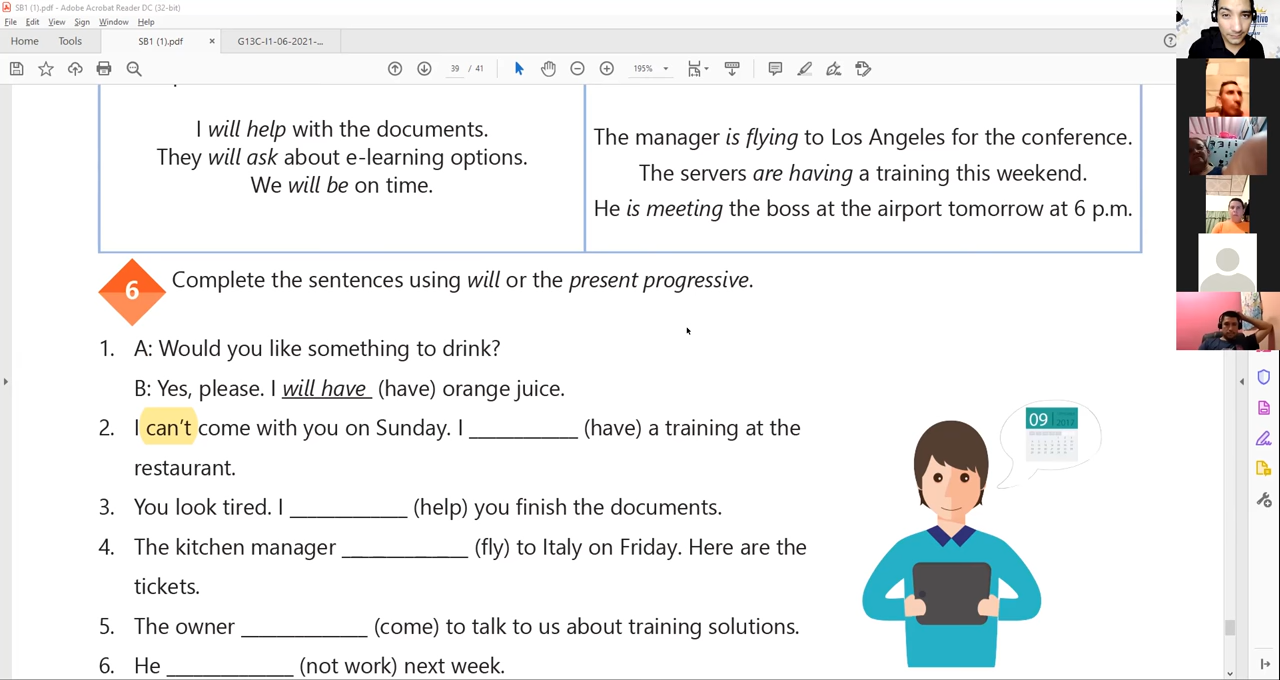 SB1 (1).pdf - Adobe Acrobat Reader DC (32-bit)
File Edit View Sign Window Help
Home Tools SB1 (1).pdf × G13C-I1-06-2021-...
39 / 41 195%
I will help with the documents.
They will ask about e-learning options.
We will be on time.
The manager is flying to Los Angeles for the conference.
The servers are having a training this weekend.
He is meeting the boss at the airport tomorrow at 6 p.m.
6 Complete the sentences using will or the present progressive.
1. A: Would you like something to drink?
B: Yes, please. I will have (have) orange juice.
2. I can't come with you on Sunday. I __________ (have) a training at the
restaurant.
3. You look tired. I ___________ (help) you finish the documents.
4. The kitchen manager ____________ (fly) to Italy on Friday. Here are the
tickets.
5. The owner ____________ (come) to talk to us about training solutions.
6. He ____________ (not work) next week.
09
2017